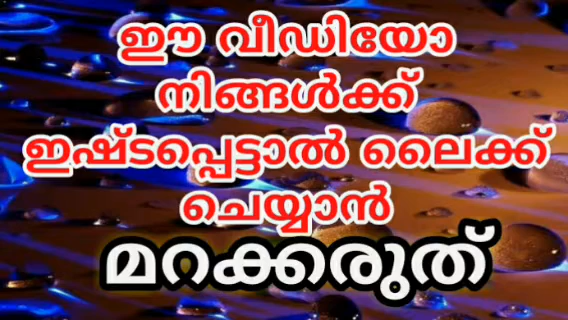 ഈ വീഡിയോ
നിങ്ങൾക്ക്
ഇഷ്ടപ്പെട്ടാൽ ലൈക്ക്
ചെയ്യാൻ
മറക്കരുത്